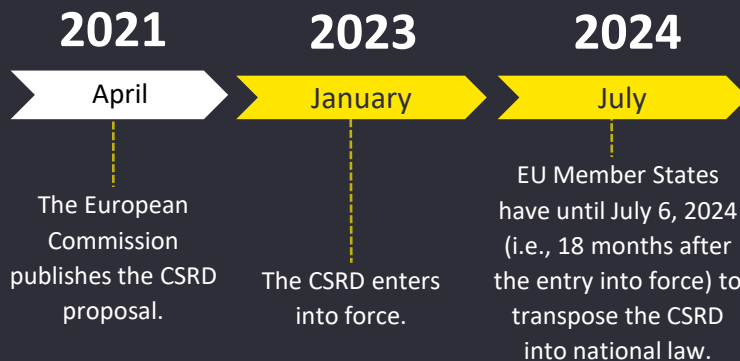 2021
April
The European
Commission
publishes the CSRD
proposal.
2023
January
The CSRD enters
into force.
2024
July
EU Member States
have until July 6, 2024
(i.e., 18 months after
the entry into force) to
transpose the CSRD
into national law.